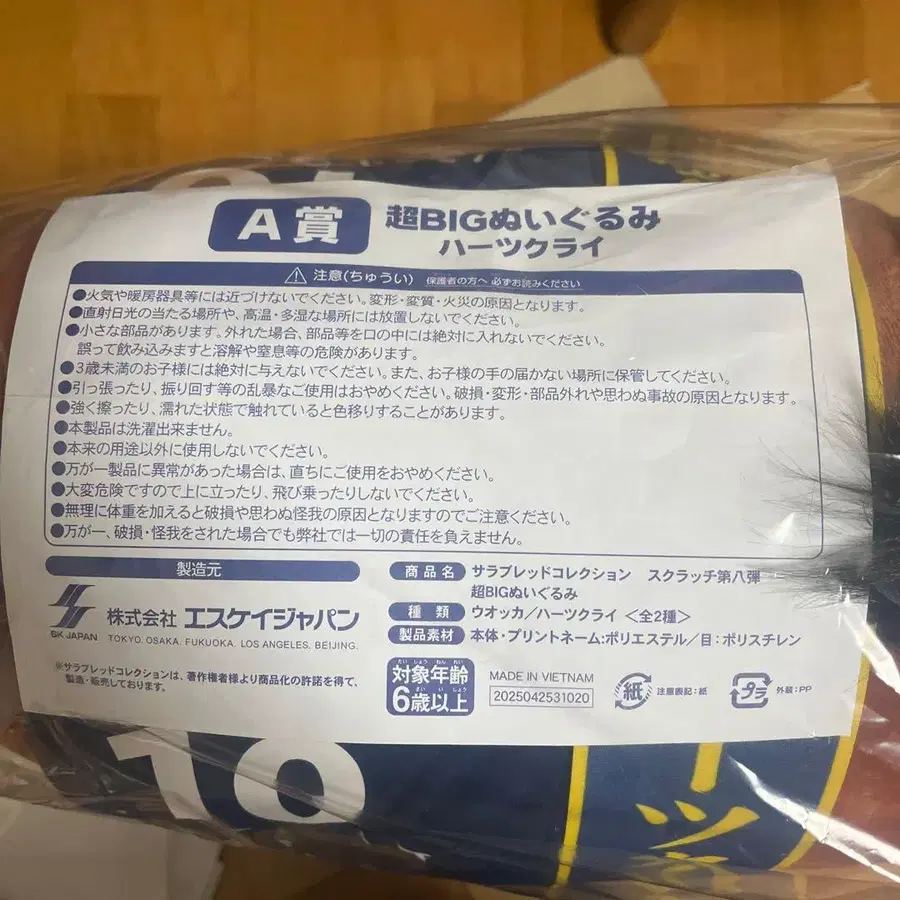 A賞 超BIGぬいぐるみ
ハーツクライ
注意(ちゅうい) 保護者の方へ 必ずお読みください
●火気や暖房器具等には近づけないでください。変形・変質・火災の原因となります。
●直射日光の当たる場所や、高温・多湿な場所には放置しないでください。
●小さな部品があります。外れた場合、部品等を口の中には絶対に入れないでください。
誤って飲み込みますと溶解や窒息等の危険があります。
●3歳未満のお子様には絶対に与えないでください。また、お子様の手の届かない場所に保管してください。
●引っ張ったり、振り回す等の乱暴なご使用はおやめください。破損・変形・部品外れや思わぬ事故の原因となります。
●強く擦ったり、濡れた状態で触れていると色移りすることがあります。
●本製品は洗濯出来ません。
●本来の用途以外に使用しないでください。
●万が一製品に異常があった場合は、直ちにご使用をおやめください。
●大変危険ですので上に立ったり、飛び乗ったりしないでください。
●無理に体重を加えると破損や思わぬ怪我の原因となりますのでご注意ください。
●万が一、破損・怪我をされた場合でも弊社では一切の責任を負えません。
製造元
SK JAPAN
株式会社 エスケイジャパン
TOKYO. OSAKA. FUKUOKA. LOS ANGELES. BEIJING.
※サラブレッドコレクションは、著作権者様より商品化の許諾を得て、
製造・販売しております。
商品名 サラブレッドコレクション スクラッチ第八弾
超BIGぬいぐるみ
種類 ウオッカ/ハーツクライ <全2種>
製品素材 本体・プリントネーム:ポリエステル/目:ポリスチレン
たいしょうねんれい
対象年齢
さいいじょう
6歳以上
MADE IN VIETNAM
2025042531020
紙 注意表記:紙
プラ 外装:PP
10
ーツ